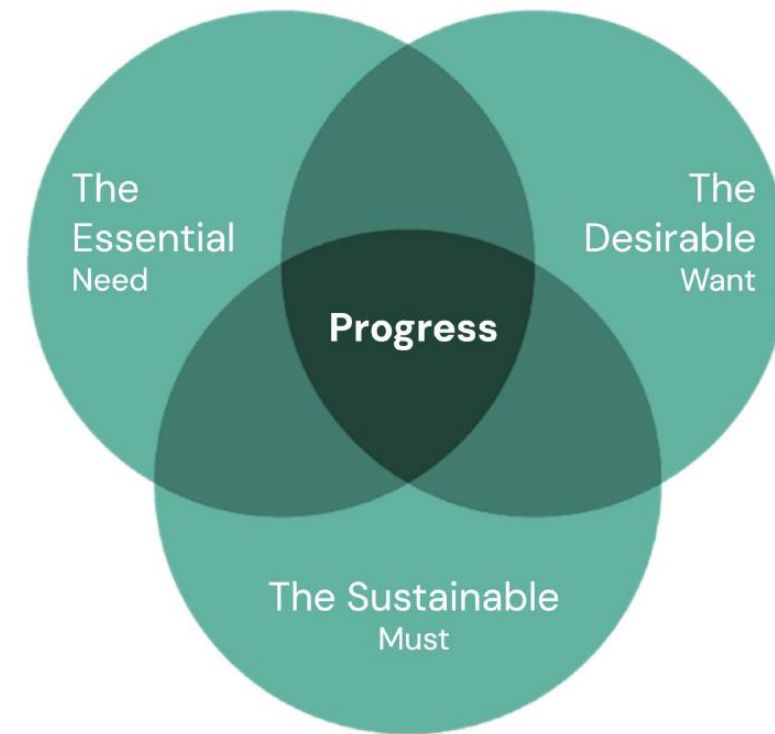 The
Essential
Need
The
Desirable
Want
Progress
The Sustainable
Must